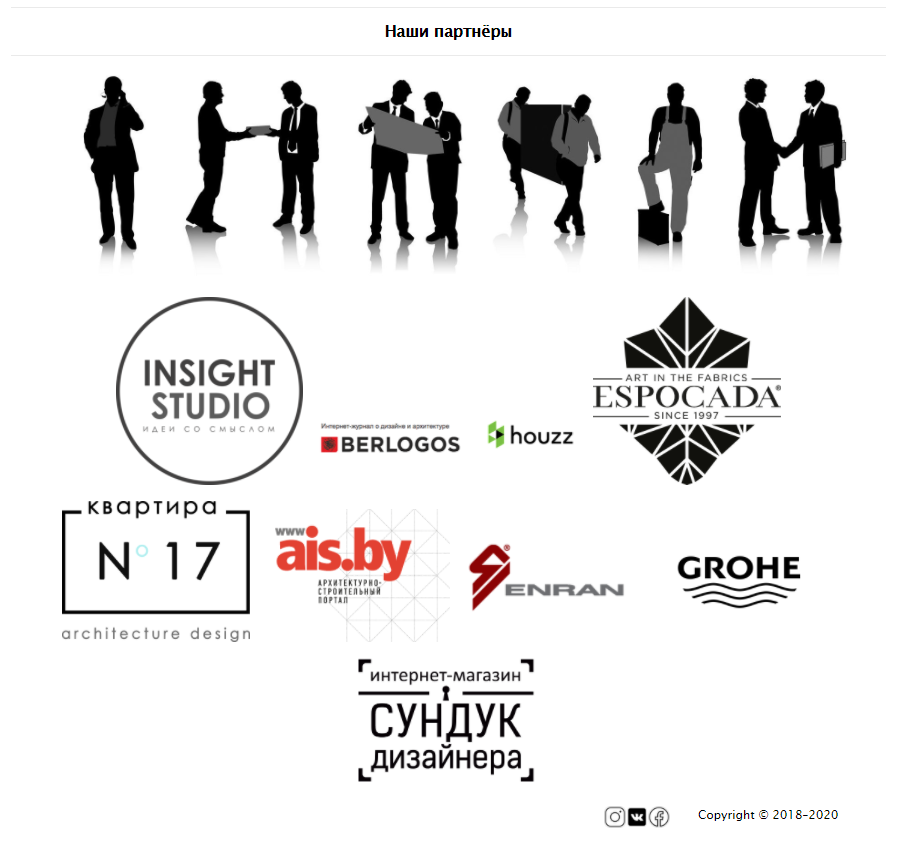 Наши партнёры
INSIGHT
STUDIO
ИДЕИ СО СМЫСЛОМ
Интернет-журнал о дизайне и архитектуре
BERLOGOS
houzz
ART IN THE FABRICS
ESPOCADA®
SINCE 1997
квартира
N° 17
architecture design
www
ais.by
АРХИТЕКТУРНО-
СТРОИТЕЛЬНЫЙ
ПОРТАЛ
ENRAN
®
GROHE
интернет-магазин
СУНДУК
дизайнера
Copyright © 2018-2020